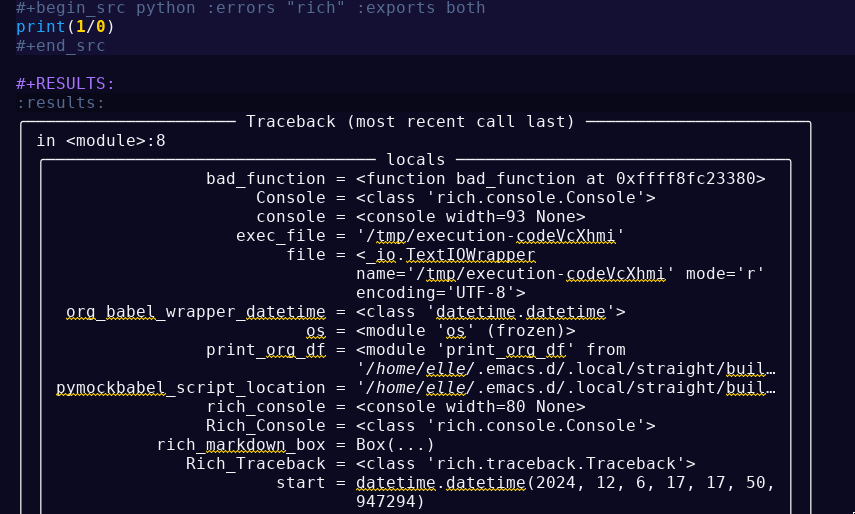 #+begin_src python :errors "rich" :exports both
print(1/0)
#+end_src
#+RESULTS:
:results:
Traceback (most recent call last)
in <module>:8
locals
bad_function = <function bad_function at 0xffff8fc23380>
Console = <class 'rich.console.Console'>
console = <console width=93 None>
exec_file = '/tmp/execution-codeVcXhmi'
file = <_io.TextIOWrapper
name='/tmp/execution-codeVcXhmi' mode='r'
encoding='UTF-8'>
org_babel_wrapper_datetime = <class 'datetime.datetime'>
os = <module 'os' (frozen)>
print_org_df = <module 'print_org_df' from
'/home/elle/.emacs.d/.local/straight/buil…
pymockbabel_script_location = '/home/elle/.emacs.d/.local/straight/buil…
rich_console = <console width=80 None>
Rich_Console = <class 'rich.console.Console'>
rich_markdown_box = Box(...)
Rich_Traceback = <class 'rich.traceback.Traceback'>
start = datetime.datetime(2024, 12, 6, 17, 17, 50,
947294)